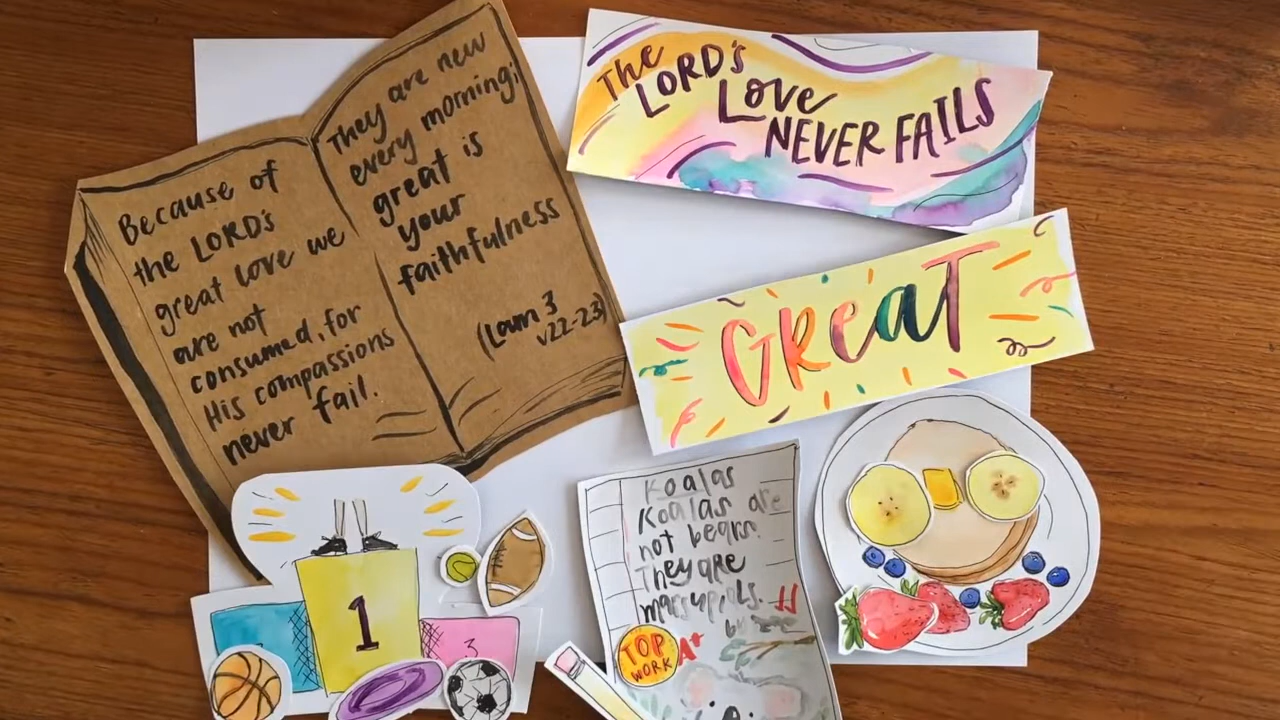 Because of
the LORD's
great love we
are not
consumed, for
His compassions
never fail.
They are new
every morning;
great is
your
faithfulness
(Lam 3
v22-23)
The LORD's Love
NEVER FAILS
GReaT
1
3
Koalas
Koalas are
not bears.
They are
marsupials.
by
TOP
WORK
A+